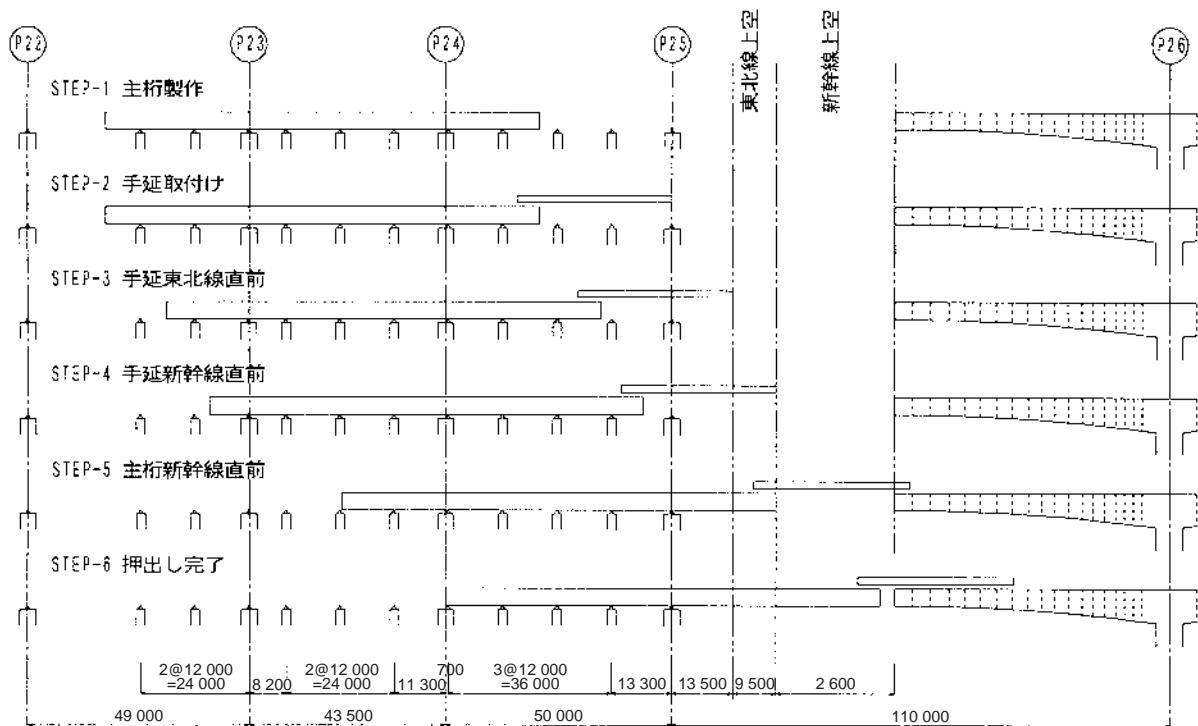 P22
P23
P24
P25
P26
東北線上空
新幹線上空
STEP-1 主桁製作
STEP-2 手延取付け
STEP-3 手延東北線直前
STEP-4 手延新幹線直前
STEP-5 主桁新幹線直前
STEP-6 押出し完了
2@12 000
=24 000
8 200
2@12 000
=24 000
11 300
700
3@12 000
=36 000
13 300
13 500
9 500
2 600
49 000
43 500
50 000
110 000